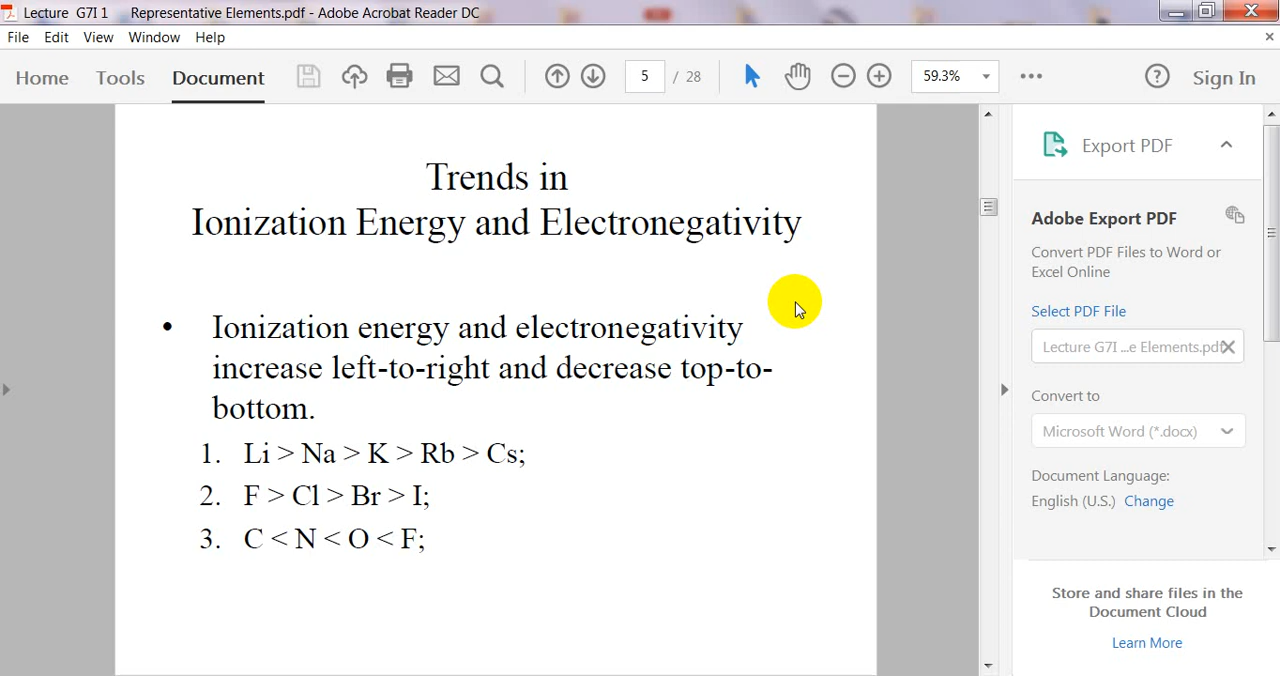 Lecture G7I 1 Representative Elements.pdf - Adobe Acrobat Reader DC
File Edit View Window Help
Home Tools Document 5 / 28 59.3% Sign In
Trends in
Ionization Energy and Electronegativity
• Ionization energy and electronegativity
increase left-to-right and decrease top-to-
bottom.
1. Li > Na > K > Rb > Cs;
2. F > Cl > Br > I;
3. C < N < O < F;
Export PDF
Adobe Export PDF
Convert PDF Files to Word or
Excel Online
Select PDF File
Lecture G7I ...e Elements.pdf
Convert to
Microsoft Word (*.docx)
Document Language:
English (U.S.) Change
Store and share files in the
Document Cloud
Learn More